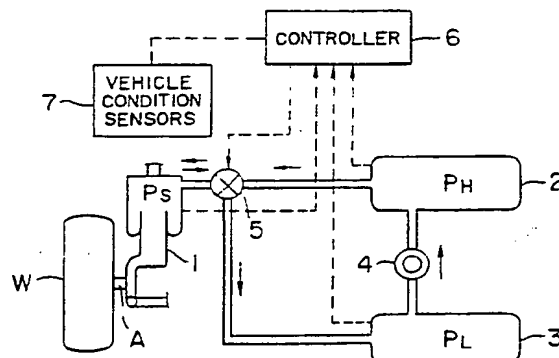 CONTROLLER
6
7
VEHICLE
CONDITION
SENSORS
PS
PH
2
5
4
1
W
A
PL
3